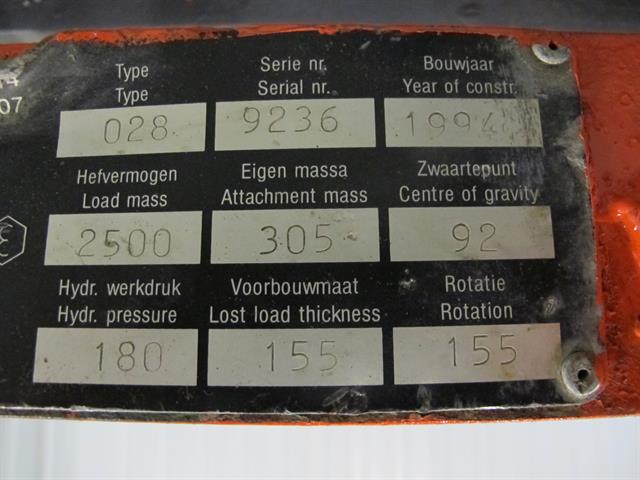 Type Serie nr. Bouwjaar
Type Serial nr. Year of constr.
07
028 9236 1994
Hefvermogen Eigen massa Zwaartepunt
Load mass Attachment mass Centre of gravity
2500 305 92
Hydr. werkdruk Voorbouwmaat Rotatie
Hydr. pressure Lost load thickness Rotation
180 155 155